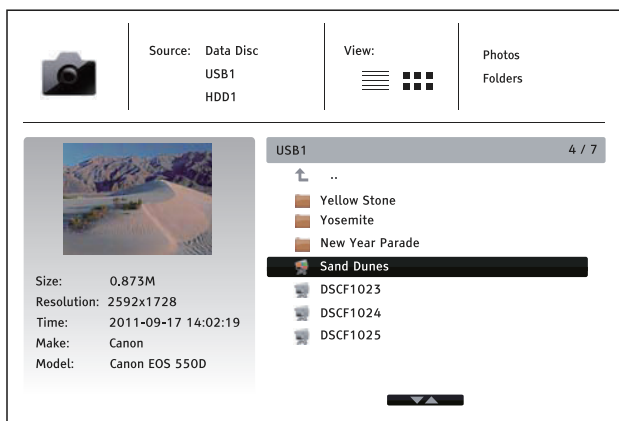 Source: Data Disc
USB1
HDD1
View:
Photos
Folders
Size: 0.873M
Resolution: 2592x1728
Time: 2011-09-17 14:02:19
Make: Canon
Model: Canon EOS 550D
USB1 4 / 7
..
Yellow Stone
Yosemite
New Year Parade
Sand Dunes
DSCF1023
DSCF1024
DSCF1025